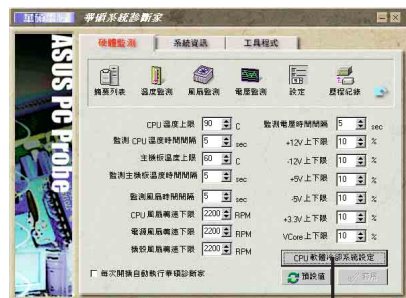 華碩系統診斷家
ASUS PC Probe
硬體監測
系統資訊
工具程式
摘要列表
溫度監測
風扇監測
電壓監測
設定
歷程紀錄
CPU 溫度上限 90 C
監測 CPU 溫度時間間隔 5 sec
主機板溫度上限 60 C
監測主機板溫度時間間隔 5 sec
監測風扇時間間隔 5 sec
CPU 風扇轉速下限 2200 RPM
電源風扇轉速下限 2200 RPM
機殼風扇轉速下限 2200 RPM
監測電壓時間間隔 5 sec
+12V 上下限 10 %
-12V 上下限 10 %
+5V 上下限 10 %
-5V 上下限 10 %
+3.3V 上下限 10 %
VCore 上下限 10 %
CPU 軟體冷卻系統設定
每次開機自動執行華碩診斷家
預設值